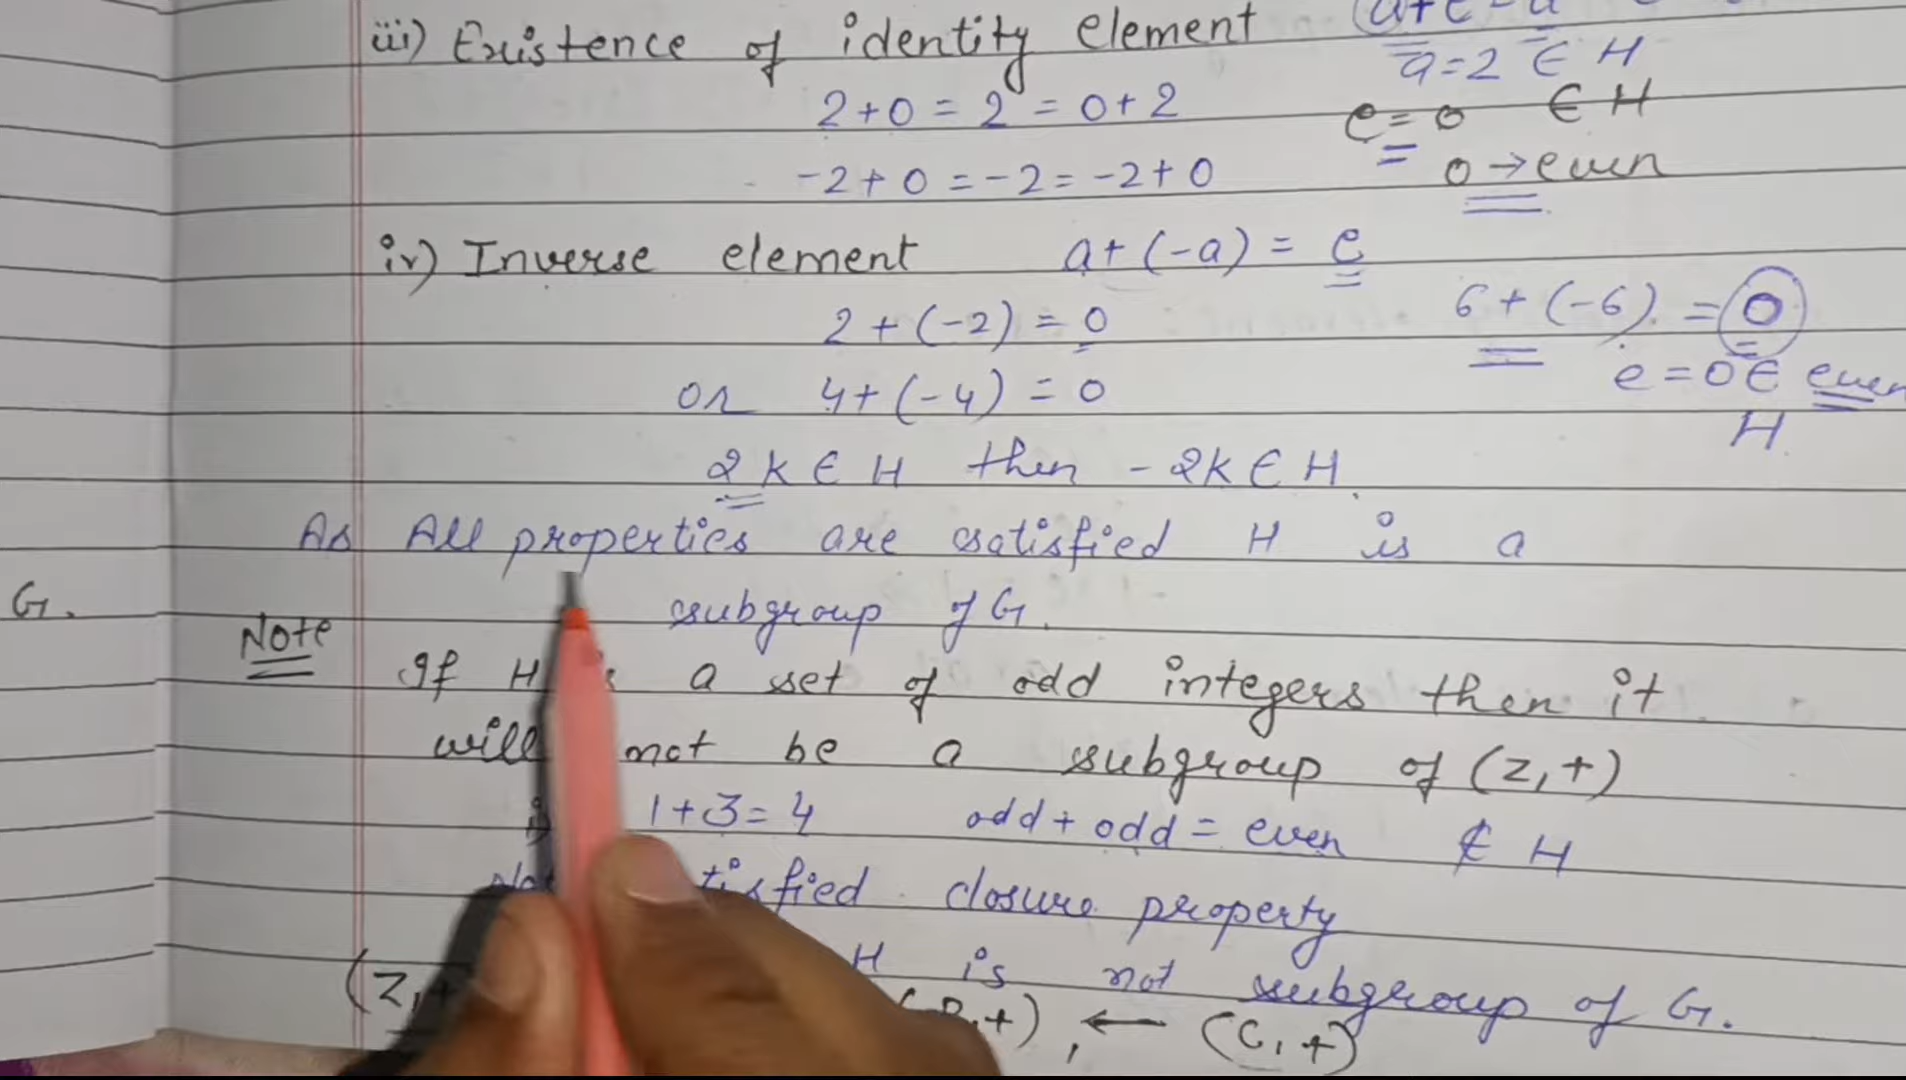 iii) Existence of identity element
a = 2 ∈ H
2 + 0 = 2 = 0 + 2
e = 0 ∈ H
-2 + 0 = -2 = -2 + 0
0 → even
iv) Inverse element a + (-a) = e
2 + (-2) = 0
6 + (-6) = 0
e = 0 ∈ even
or 4 + (-4) = 0
H
2k ∈ H then -2k ∈ H
As All properties are satisfied H is a
subgroup of G.
G.
Note
If H a set of odd integers then it
will not be a subgroup of (Z, +)
1 + 3 = 4 odd + odd = even ∉ H
closure property
H is not subgroup of G.
(Z, + , ← (C, +)